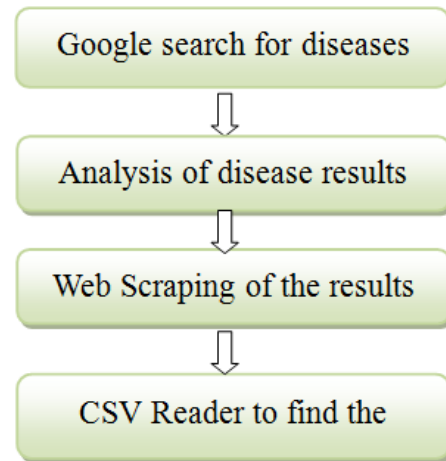 Google search for diseases
Analysis of disease results
Web Scraping of the results
CSV Reader to find the